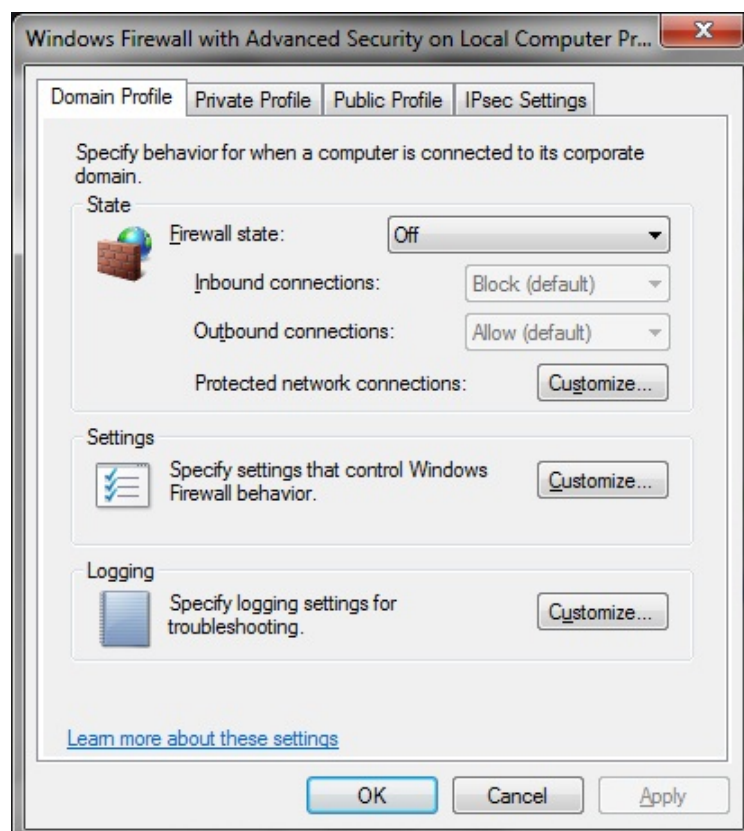 Windows Firewall with Advanced Security on Local Computer Pr...
Domain Profile Private Profile Public Profile IPsec Settings
Specify behavior for when a computer is connected to its corporate
domain.
State
Firewall state: Off
Inbound connections: Block (default)
Outbound connections: Allow (default)
Protected network connections: Customize...
Settings
Specify settings that control Windows
Firewall behavior.
Customize...
Logging
Specify logging settings for
troubleshooting.
Customize...
Learn more about these settings
OK Cancel Apply